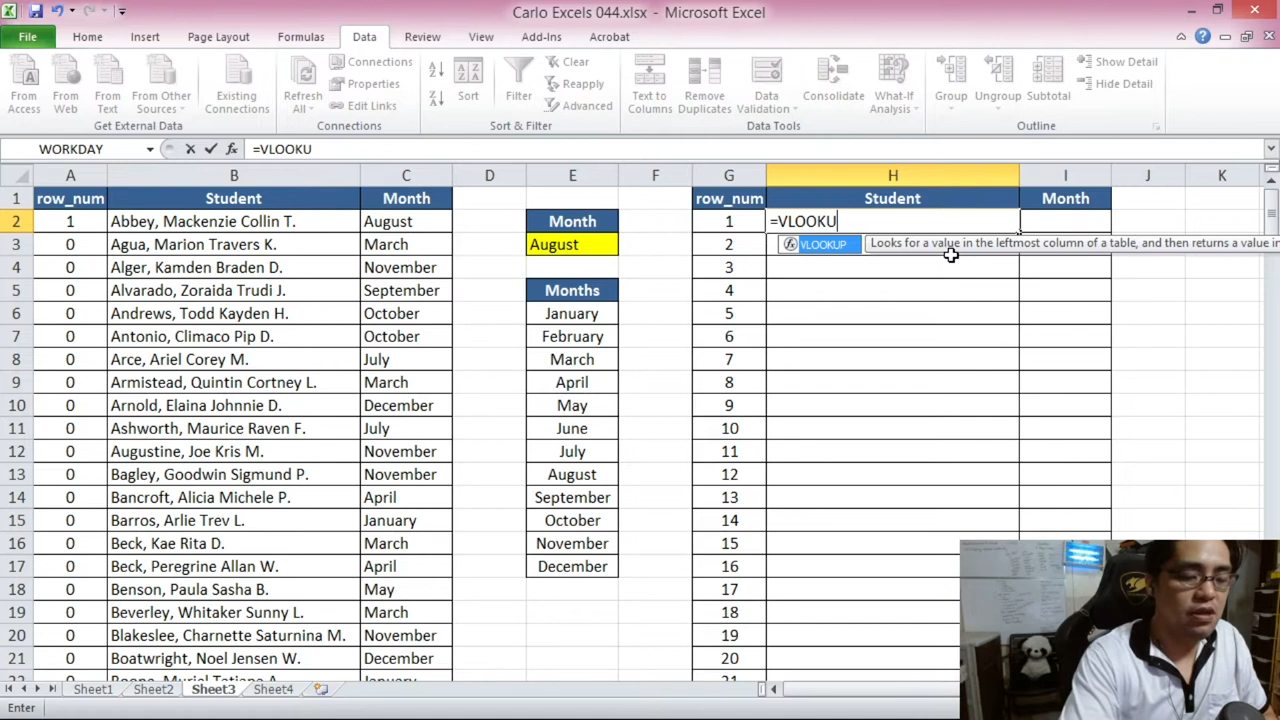 Carlo Excels 044.xlsx - Microsoft Excel
File Home Insert Page Layout Formulas Data Review View Add-Ins Acrobat
From Access
From Web
From Text
From Other Sources
Existing Connections
Get External Data
Refresh All
Connections
Properties
Edit Links
Connections
Sort
Filter
Clear
Reapply
Advanced
Sort & Filter
Text to Columns
Remove Duplicates
Data Validation
Consolidate
What-If Analysis
Data Tools
Group
Ungroup
Subtotal
Show Detail
Hide Detail
Outline
WORKDAY fx =VLOOKU
A B C D E F G H I J K
1 row_num Student Month row_num Student Month
2 1 Abbey, Mackenzie Collin T. August Month 1 =VLOOKU
3 0 Agua, Marion Travers K. March August 2 fx VLOOKUP Looks for a value in the leftmost column of a table, and then returns a value in
4 0 Alger, Kamden Braden D. November 3
5 0 Alvarado, Zoraida Trudi J. September Months 4
6 0 Andrews, Todd Kayden H. October January 5
7 0 Antonio, Climaco Pip D. October February 6
8 0 Arce, Ariel Corey M. July March 7
9 0 Armistead, Quintin Cortney L. March April 8
10 0 Arnold, Elaina Johnnie D. December May 9
11 0 Ashworth, Maurice Raven F. July June 10
12 0 Augustine, Joe Kris M. November July 11
13 0 Bagley, Goodwin Sigmund P. November August 12
14 0 Bancroft, Alicia Michele P. April September 13
15 0 Barros, Arlie Trev L. January October 14
16 0 Beck, Kae Rita D. March November 15
17 0 Beck, Peregrine Allan W. April December 16
18 0 Benson, Paula Sasha B. May 17
19 0 Beverley, Whitaker Sunny L. March 18
20 0 Blakeslee, Charnette Saturnina M. November 19
21 0 Boatwright, Noel Jensen W. December 20
Sheet1 Sheet2 Sheet3 Sheet4
Enter